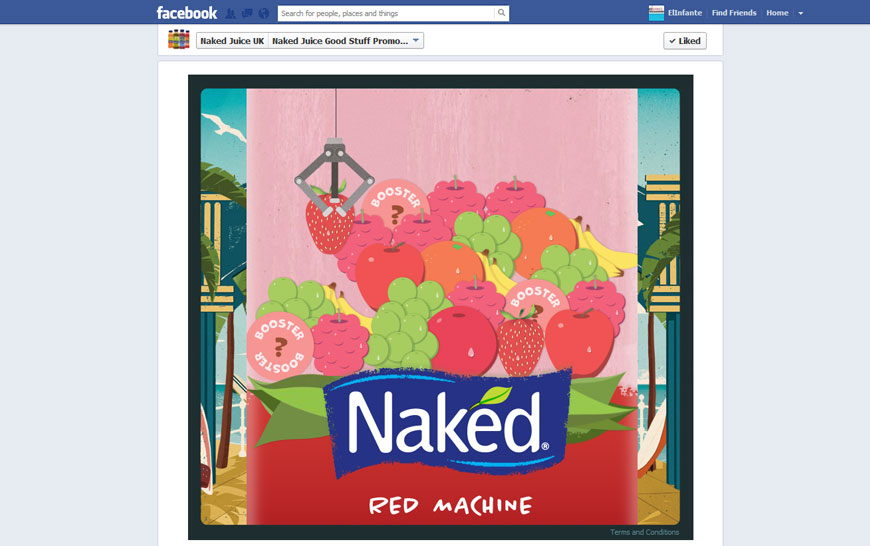 facebook
Search for people, places and things
ElInfante
Find Friends
Home
Naked Juice UK
Naked Juice Good Stuff Promo...
Liked
BOOSTER
?
BOOSTER
?
BOOSTER
?
BOOSTER
Naked®
RED MACHINE
Terms and Conditions